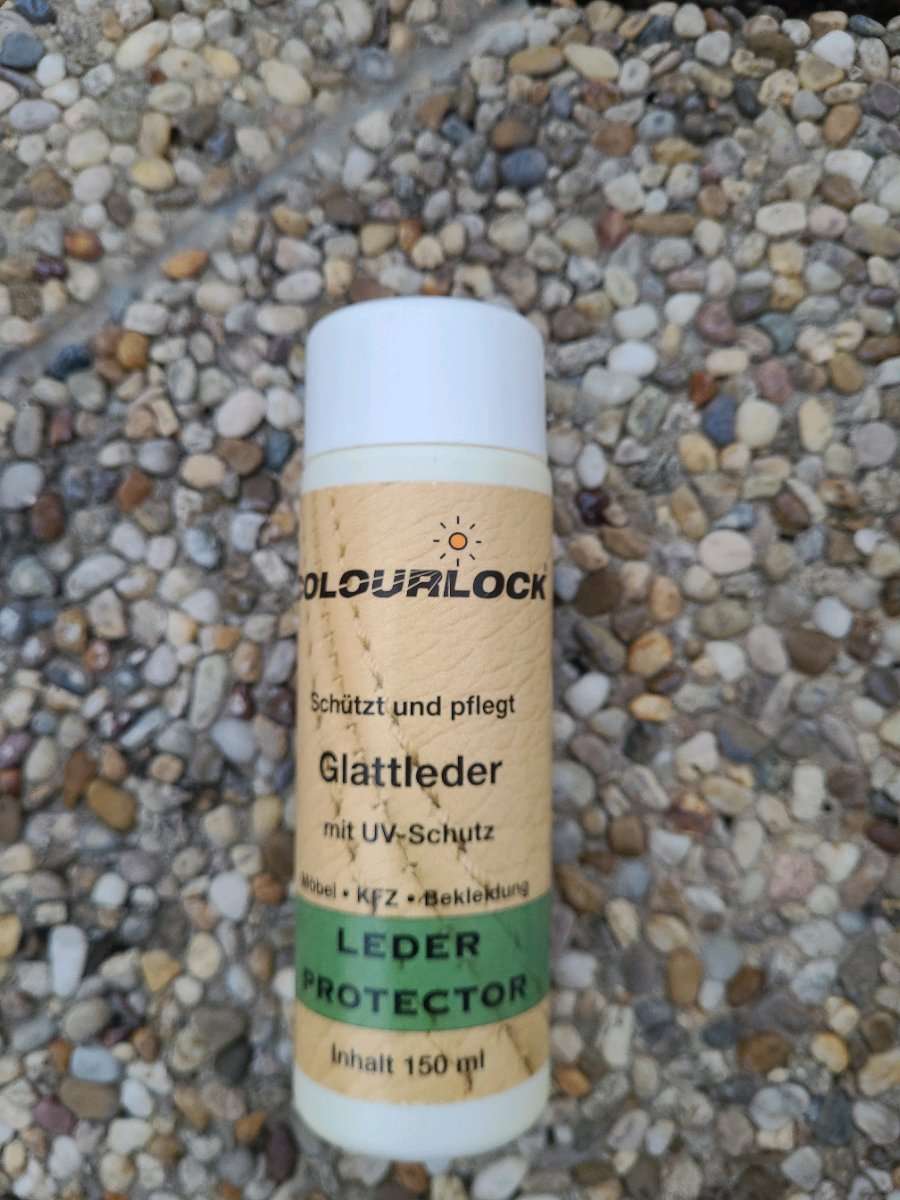 COLOURLOCK
Schützt und pflegt
Glattleder
mit UV-Schutz
Möbel • KFZ • Bekleidung
LEDER
PROTECTOR
Inhalt 150 ml